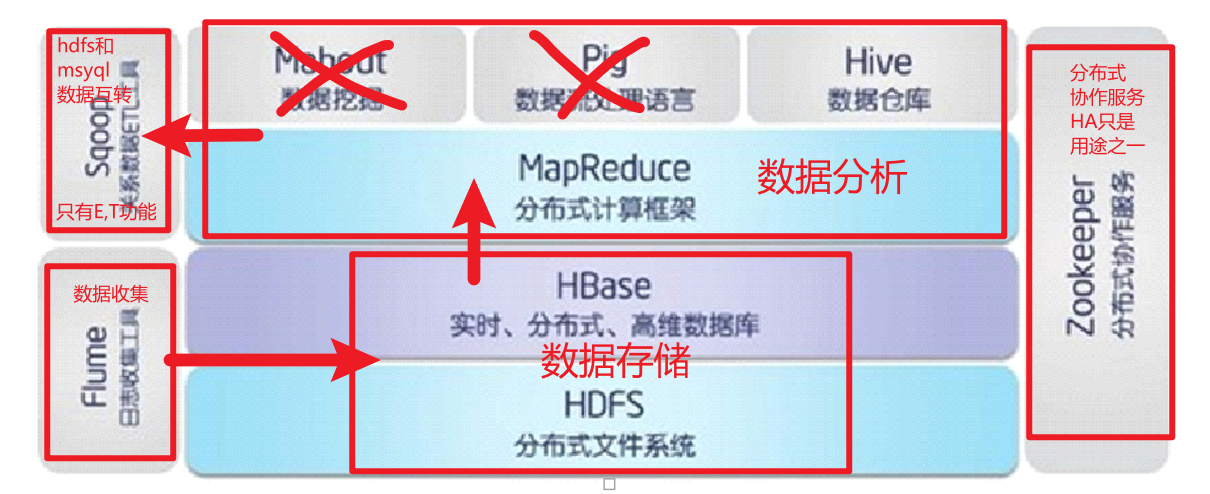 hdfs和
msyql
数据互转
Sqoop
关系数据ETL工具
只有E,T功能
Mahout
数据挖掘
Pig
数据流处理语言
Hive
数据仓库
MapReduce
分布式计算框架
数据分析
数据收集
Flume
日志收集工具
HBase
实时、分布式、高维数据库
数据存储
HDFS
分布式文件系统
分布式
协作服务
HA只是
用途之一
Zookeeper
分布式协作服务